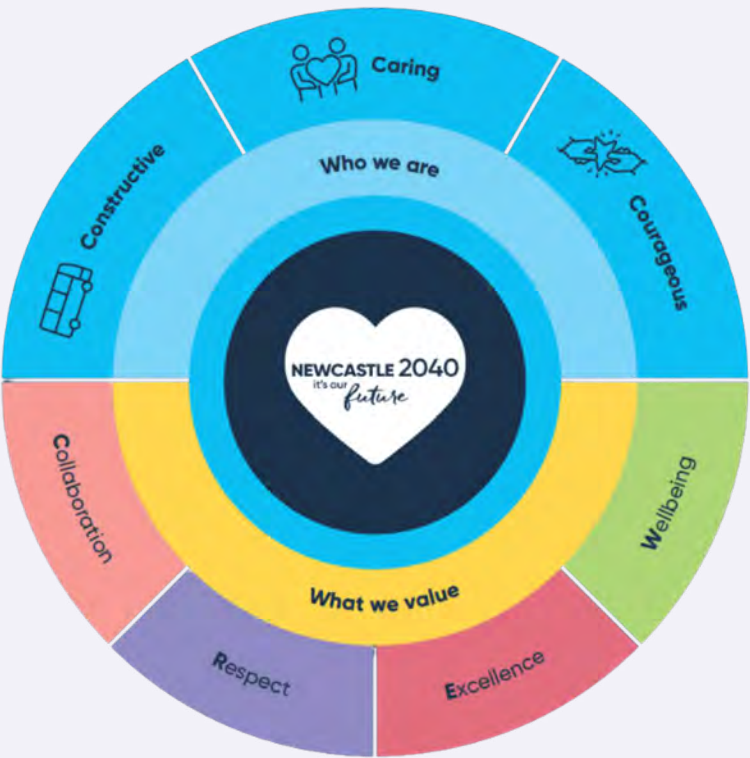 Caring
Constructive
Courageous
Who we are
NEWCASTLE 2040
it's our
future
What we value
Collaboration
Respect
Excellence
Wellbeing